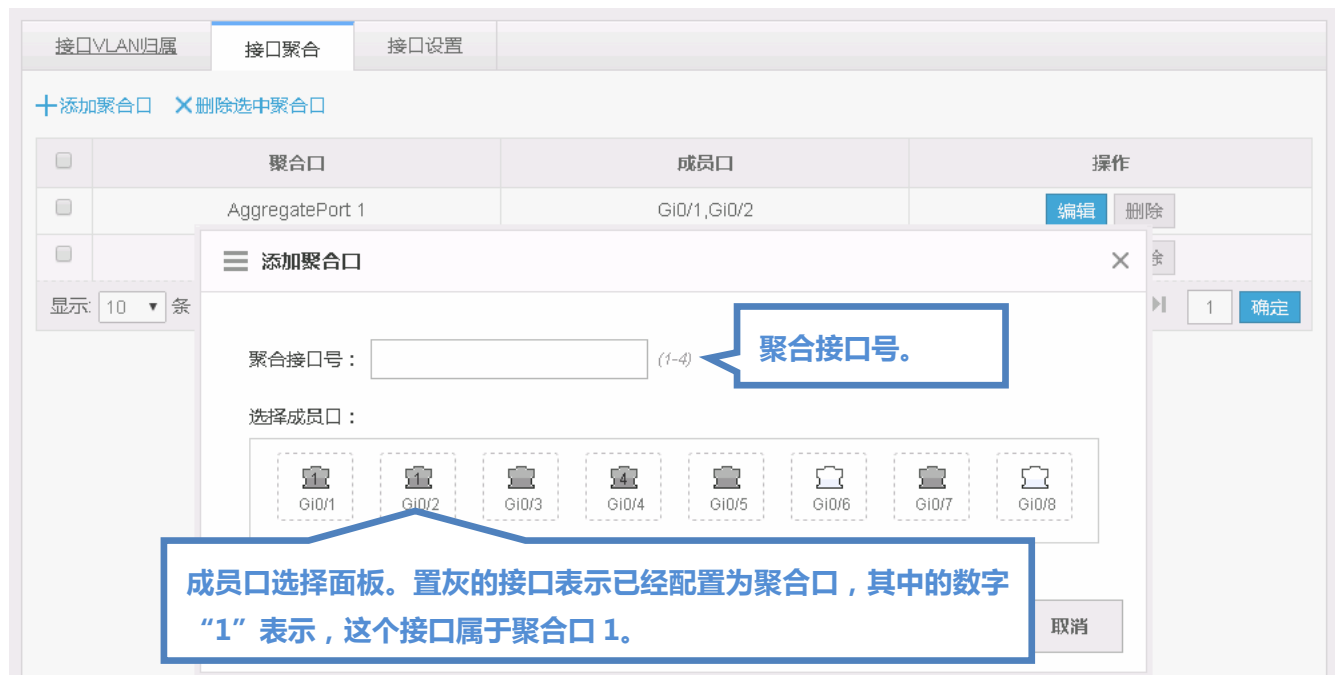 接口VLAN归属 接口聚合 接口设置
添加聚合口 删除选中聚合口
聚合口 成员口 操作
AggregatePort 1 Gi0/1,Gi0/2 编辑 删除
添加聚合口
显示: 10 条 1 确定
聚合接口号： (1-4) 聚合接口号。
选择成员口：
1 1 4
Gi0/1 Gi0/2 Gi0/3 Gi0/4 Gi0/5 Gi0/6 Gi0/7 Gi0/8
成员口选择面板。置灰的接口表示已经配置为聚合口，其中的数字
“1”表示，这个接口属于聚合口 1。
取消